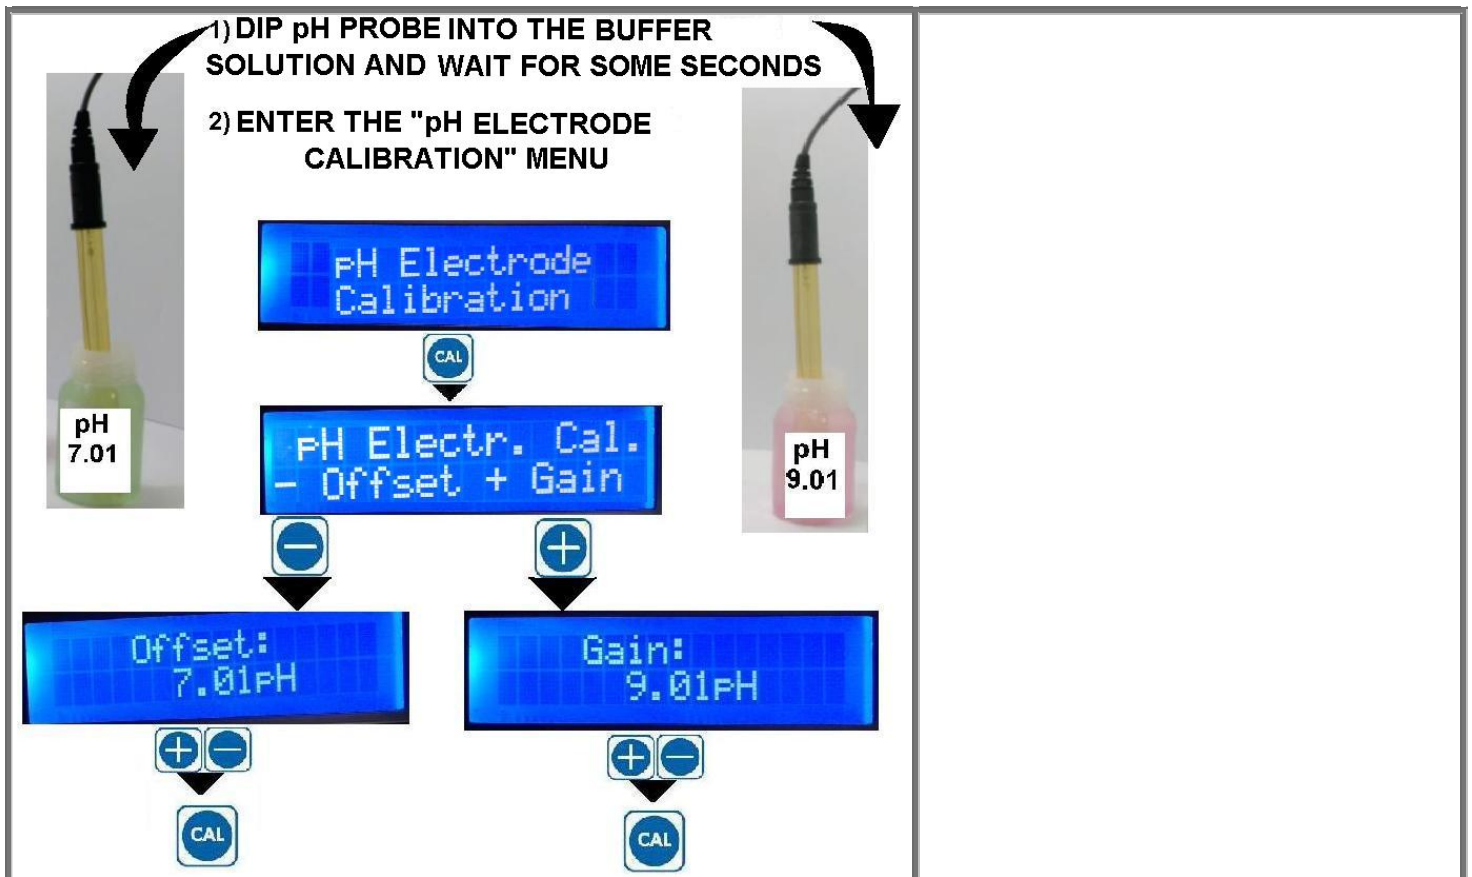 1) DIP pH PROBE INTO THE BUFFER
SOLUTION AND WAIT FOR SOME SECONDS
2) ENTER THE "pH ELECTRODE
CALIBRATION" MENU
pH Electrode
Calibration
CAL
pH
7.01
pH Electr. Cal.
- Offset + Gain
pH
9.01
Offset:
7.01pH
Gain:
9.01pH
CAL
CAL